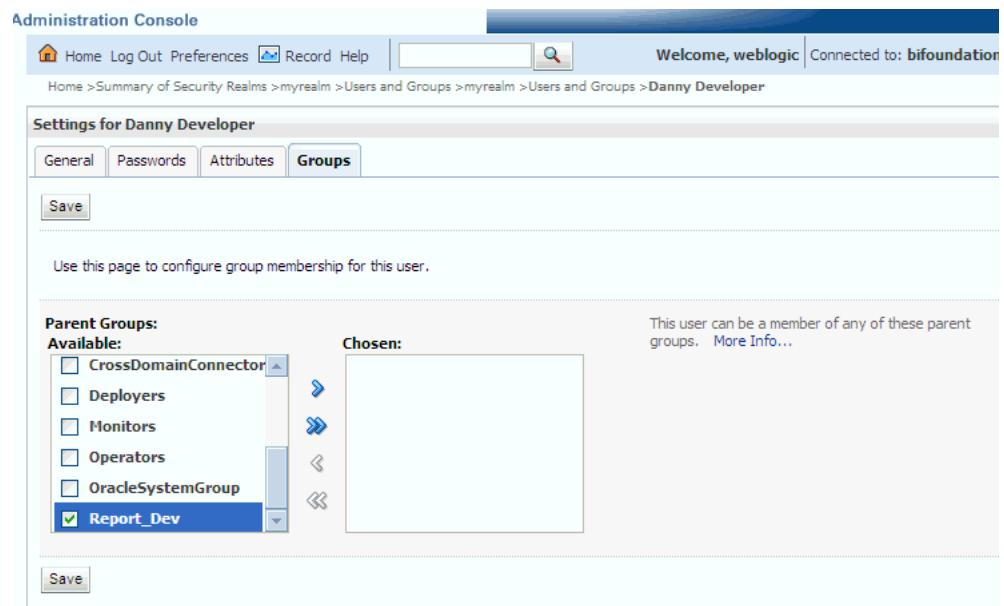 Administration Console
Home Log Out Preferences Record Help
Welcome, weblogic Connected to: bifoundation
Home >Summary of Security Realms >myrealm >Users and Groups >myrealm >Users and Groups >Danny Developer
Settings for Danny Developer
General Passwords Attributes Groups
Save
Use this page to configure group membership for this user.
Parent Groups:
Available:
Chosen:
CrossDomainConnector
Deployers
Monitors
Operators
OracleSystemGroup
Report_Dev
This user can be a member of any of these parent
groups. More Info...
Save